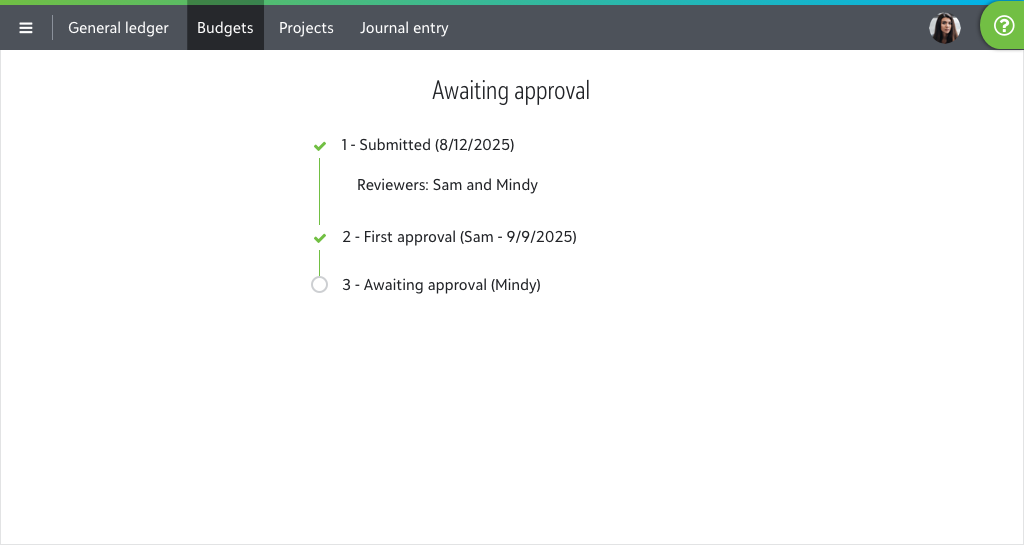 General ledger Budgets Projects Journal entry
Awaiting approval
1 - Submitted (8/12/2025)
Reviewers: Sam and Mindy
2 - First approval (Sam - 9/9/2025)
3 - Awaiting approval (Mindy)